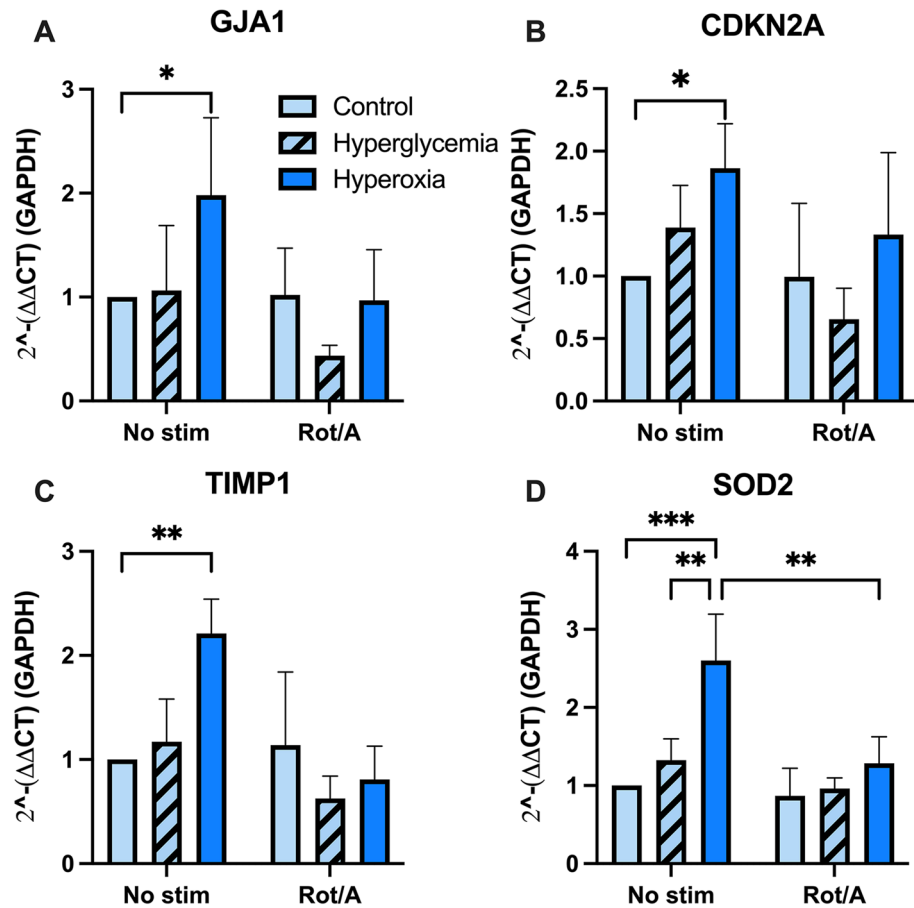 A GJA1
*
3
2
1
0
2^-(ΔΔCT) (GAPDH)
No stim Rot/A
Control
Hyperglycemia
Hyperoxia
B CDKN2A
*
2.5
2.0
1.5
1.0
0.5
0.0
2^-(ΔΔCT) (GAPDH)
No stim Rot/A
C TIMP1
**
3
2
1
0
2^-(ΔΔCT) (GAPDH)
No stim Rot/A
D SOD2
***
** **
4
3
2
1
0
2^-(ΔΔCT) (GAPDH)
No stim Rot/A